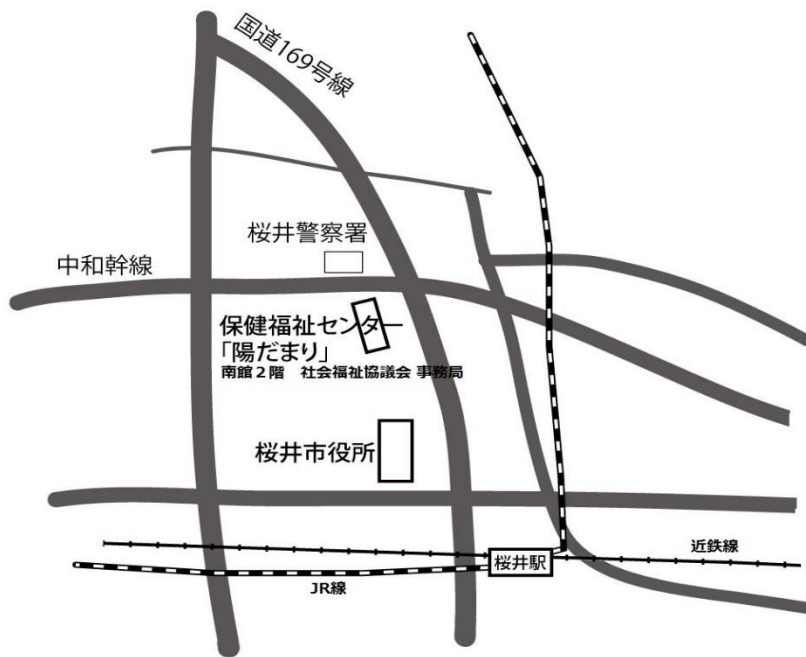 国道169号線
桜井警察署
中和幹線
保健福祉センター
「陽だまり」
南館２階　社会福祉協議会 事務局
桜井市役所
近鉄線
桜井駅
JR線